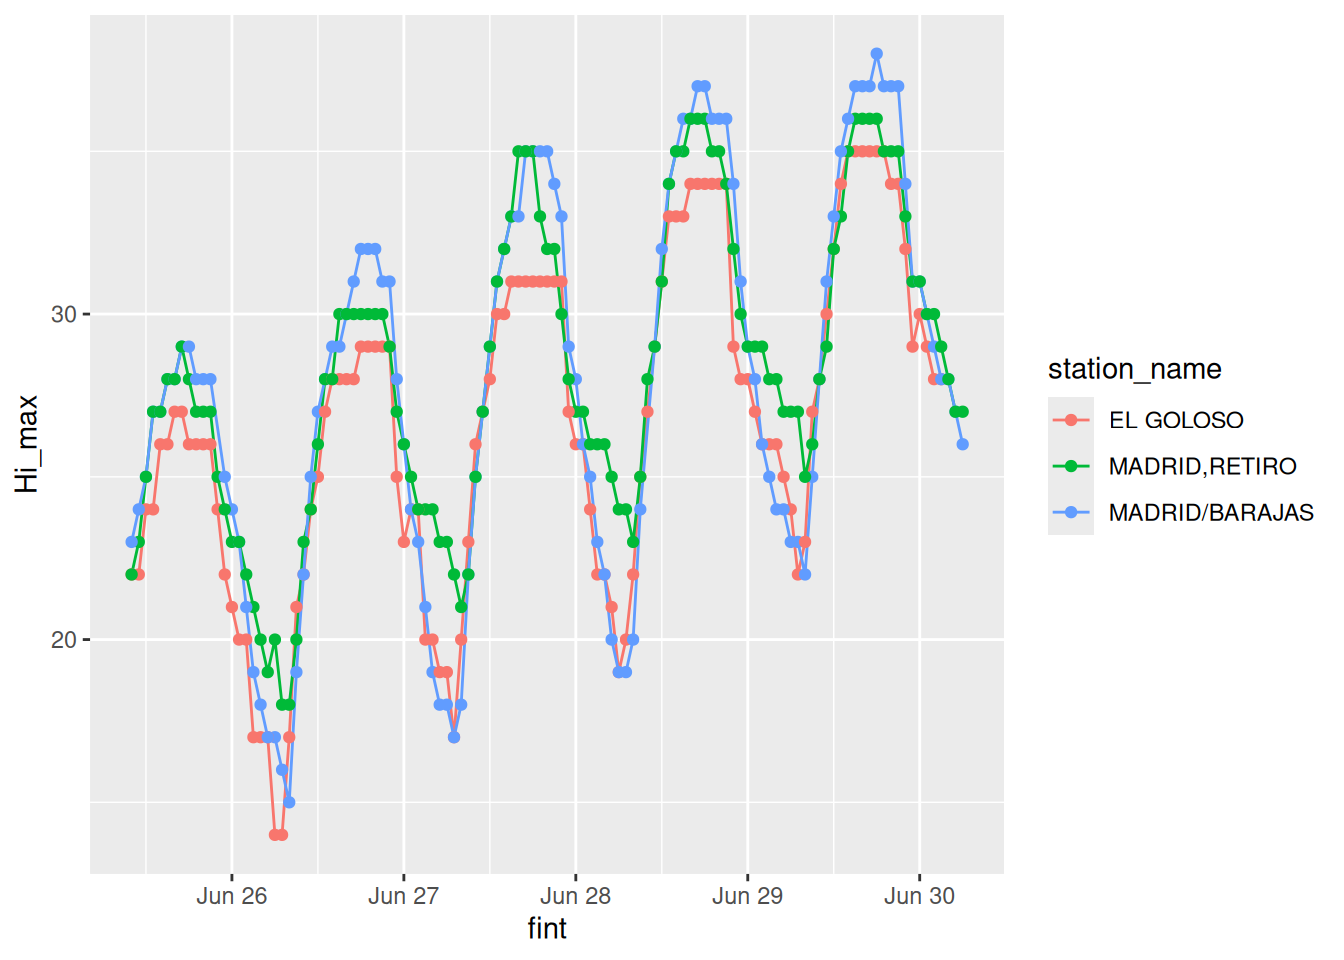 Hi_max
30
20
Jun 26
Jun 27
Jun 28
Jun 29
Jun 30
fint
station_name
EL GOLOSO
MADRID,RETIRO
MADRID/BARAJAS